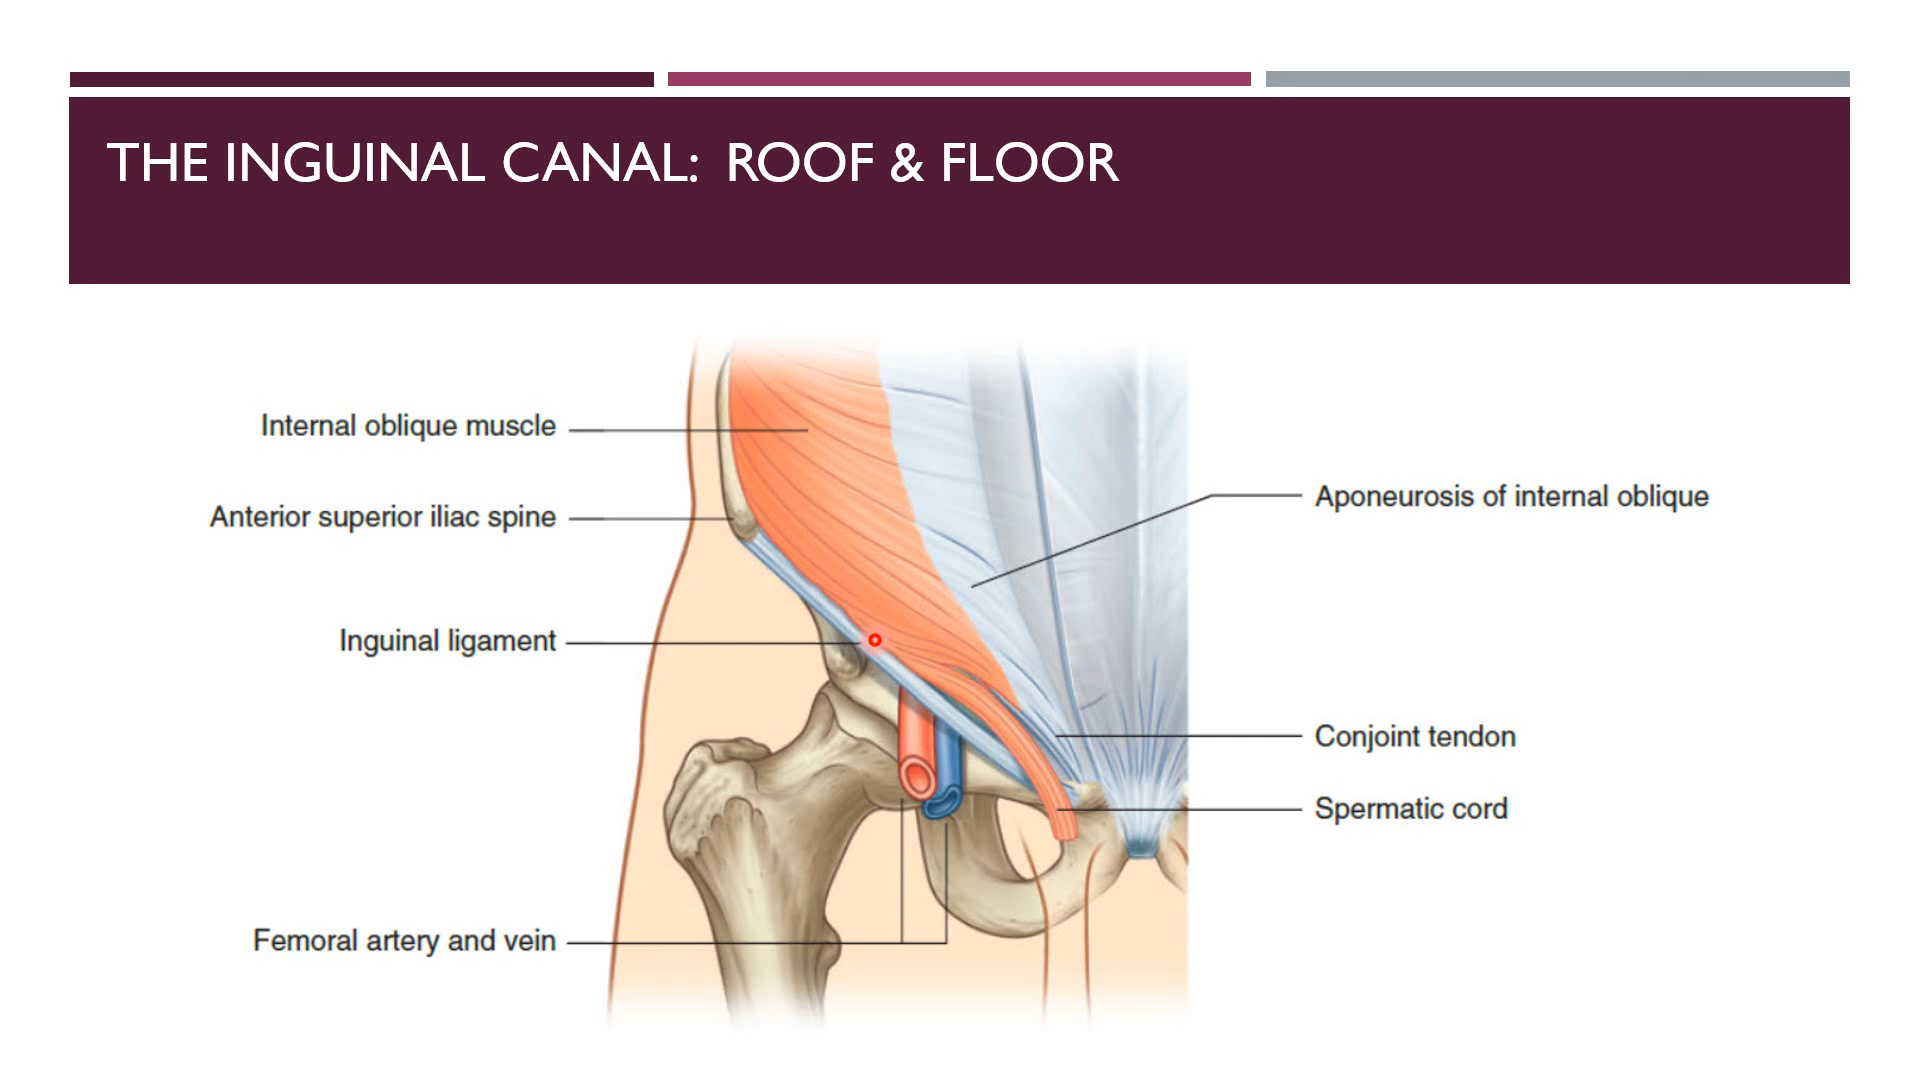 THE INGUINAL CANAL: ROOF & FLOOR
Internal oblique muscle
Anterior superior iliac spine
Inguinal ligament
Femoral artery and vein
Aponeurosis of internal oblique
Conjoint tendon
Spermatic cord